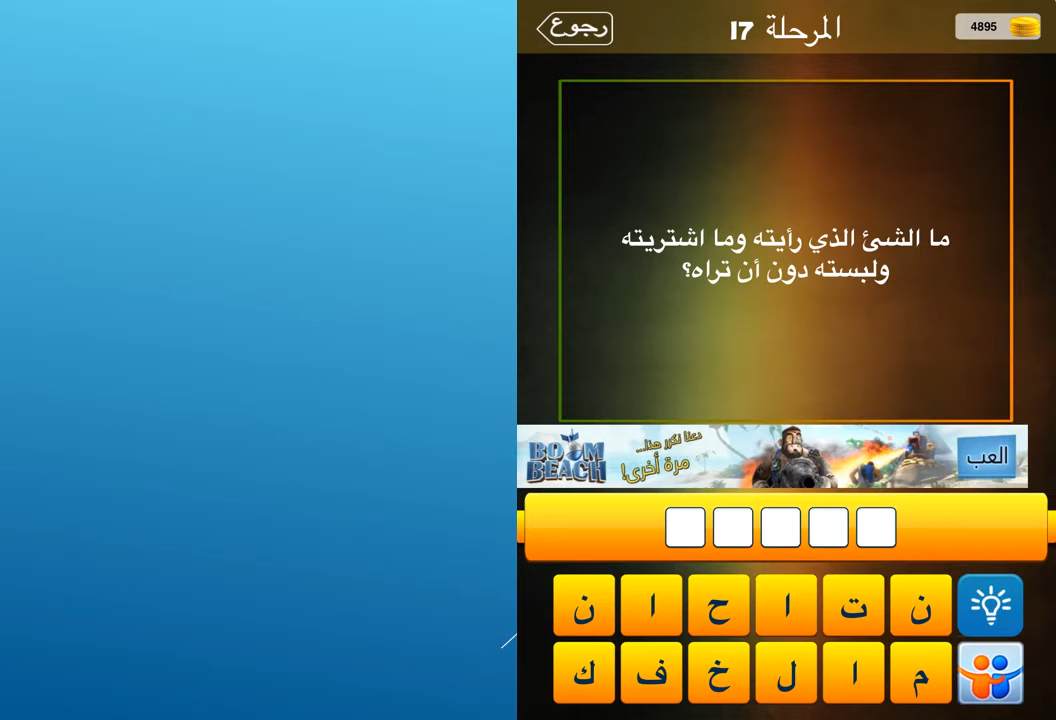 رجوع
المرحلة 17
4895
ما الشئ الذي رأيته وما اشتريته
ولبسته دون أن تراه؟
BOOM
BEACH
دعنا نكرر هذا...
مرة أخرى!
العب
ن ت ا ح ا ن
م ا ل خ ف ك